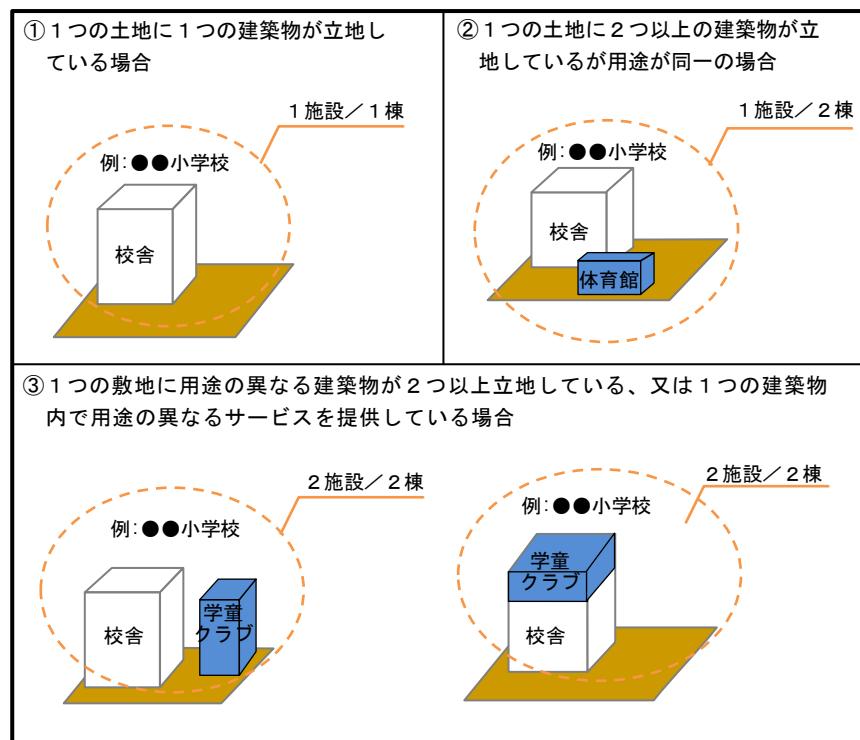 ①１つの土地に１つの建築物が立地し
ている場合
１施設／１棟
例：●●小学校
校舎
②１つの土地に２つ以上の建築物が立
地しているが用途が同一の場合
１施設／２棟
例：●●小学校
校舎
体育館
③１つの敷地に用途の異なる建築物が２つ以上立地している、又は１つの建築物
内で用途の異なるサービスを提供している場合
２施設／２棟
例：●●小学校
校舎
学童
クラブ
２施設／２棟
例：●●小学校
学童
クラブ
校舎